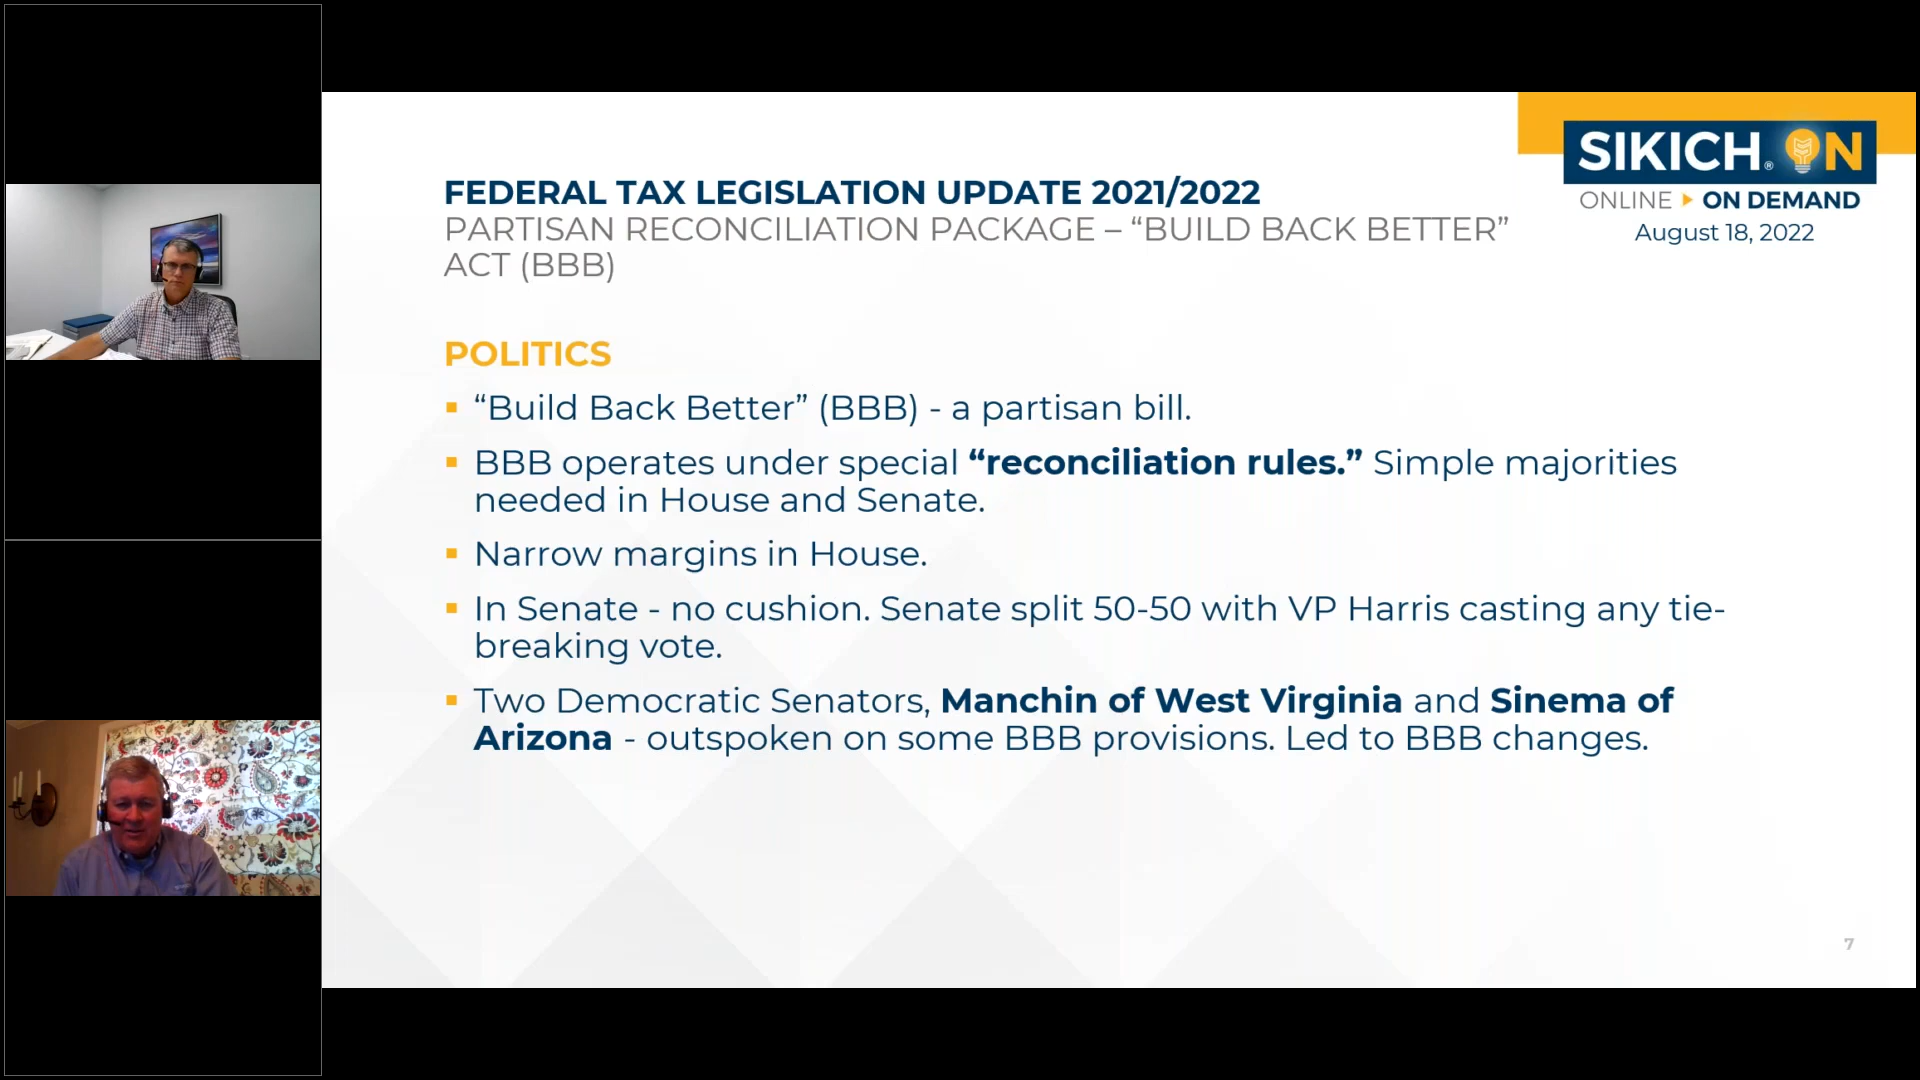 SIKICH® ON
ONLINE ▶ ON DEMAND
August 18, 2022
FEDERAL TAX LEGISLATION UPDATE 2021/2022
PARTISAN RECONCILIATION PACKAGE – “BUILD BACK BETTER”
ACT (BBB)
POLITICS
▪ “Build Back Better” (BBB) - a partisan bill.
▪ BBB operates under special “reconciliation rules.” Simple majorities
needed in House and Senate.
▪ Narrow margins in House.
▪ In Senate - no cushion. Senate split 50-50 with VP Harris casting any tie-
breaking vote.
▪ Two Democratic Senators, Manchin of West Virginia and Sinema of
Arizona - outspoken on some BBB provisions. Led to BBB changes.
7